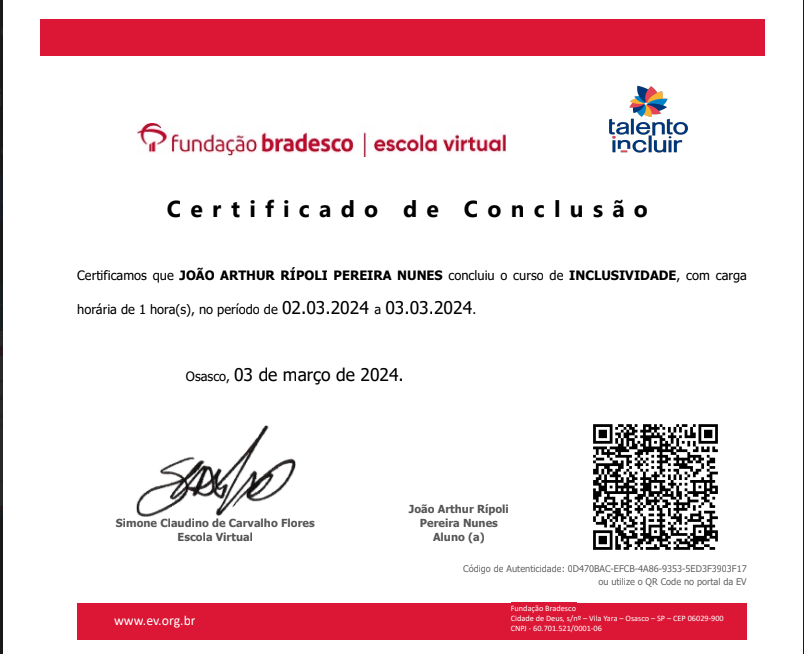 fundação bradesco | escola virtual
talento
incluir
Certificado de Conclusão
Certificamos que JOÃO ARTHUR RÍPOLI PEREIRA NUNES concluiu o curso de INCLUSIVIDADE, com carga
horária de 1 hora(s), no período de 02.03.2024 a 03.03.2024.
Osasco, 03 de março de 2024.
Simone Claudino de Carvalho Flores
Escola Virtual
João Arthur Rípoli
Pereira Nunes
Aluno (a)
Código de Autenticidade: 0D470BAC-EFCB-4A86-9353-5ED3F3903F17
ou utilize o QR Code no portal da EV
www.ev.org.br
Fundação Bradesco
Cidade de Deus, s/nº – Vila Yara – Osasco – SP – CEP 06029-900
CNPJ - 60.701.521/0001-06